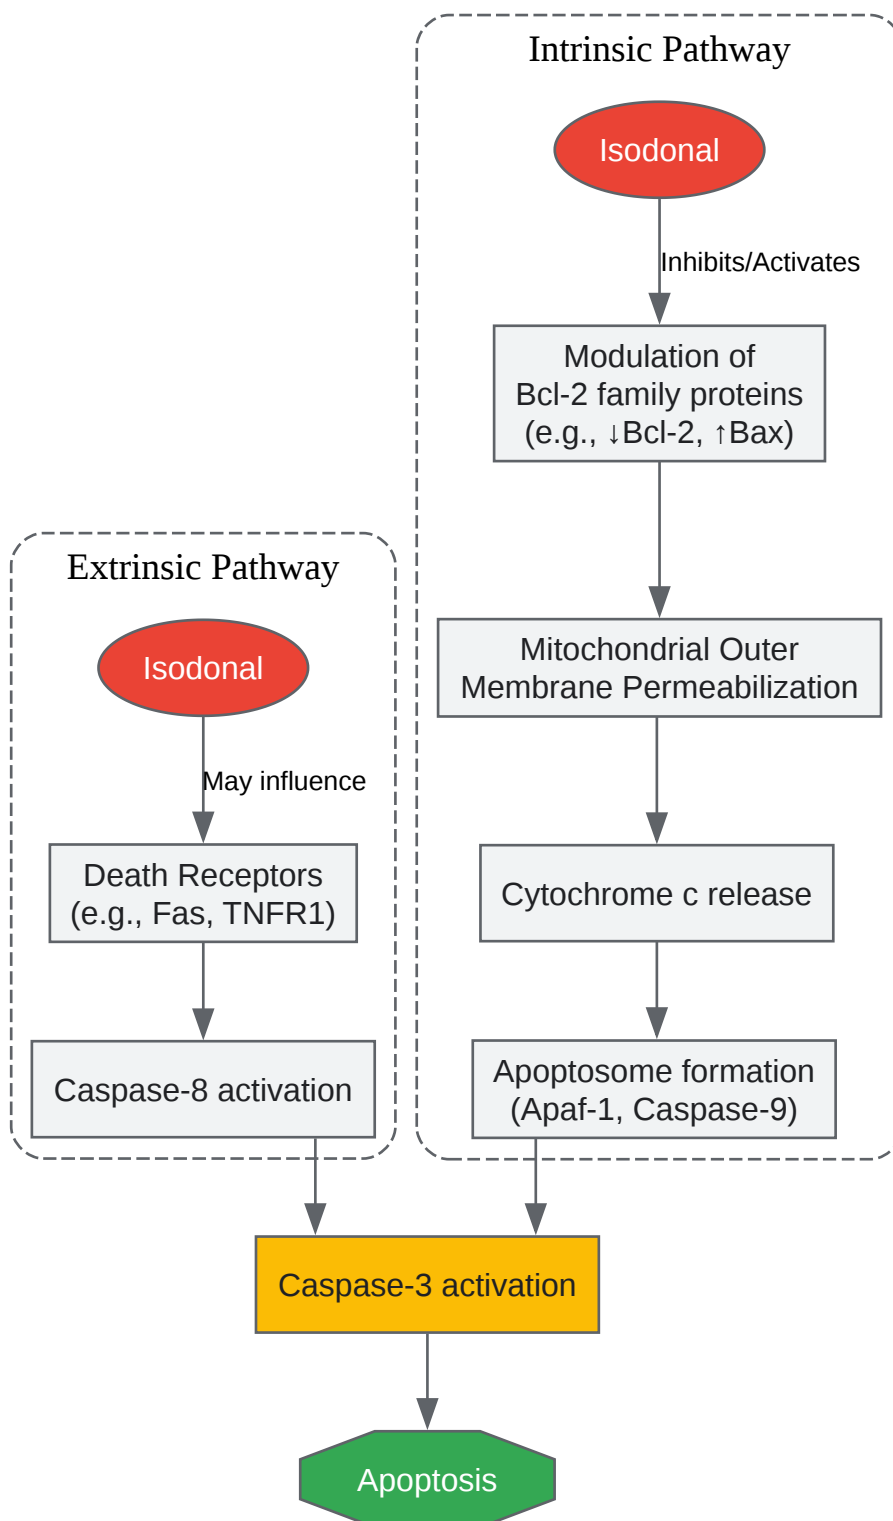 Intrinsic Pathway
Isodonal
Inhibits/Activates
Modulation of
Bcl-2 family proteins
(e.g., ↓Bcl-2, ↑Bax)
Mitochondrial Outer
Membrane Permeabilization
Cytochrome c release
Apoptosome formation
(Apaf-1, Caspase-9)
Extrinsic Pathway
Isodonal
May influence
Death Receptors
(e.g., Fas, TNFR1)
Caspase-8 activation
Caspase-3 activation
Apoptosis